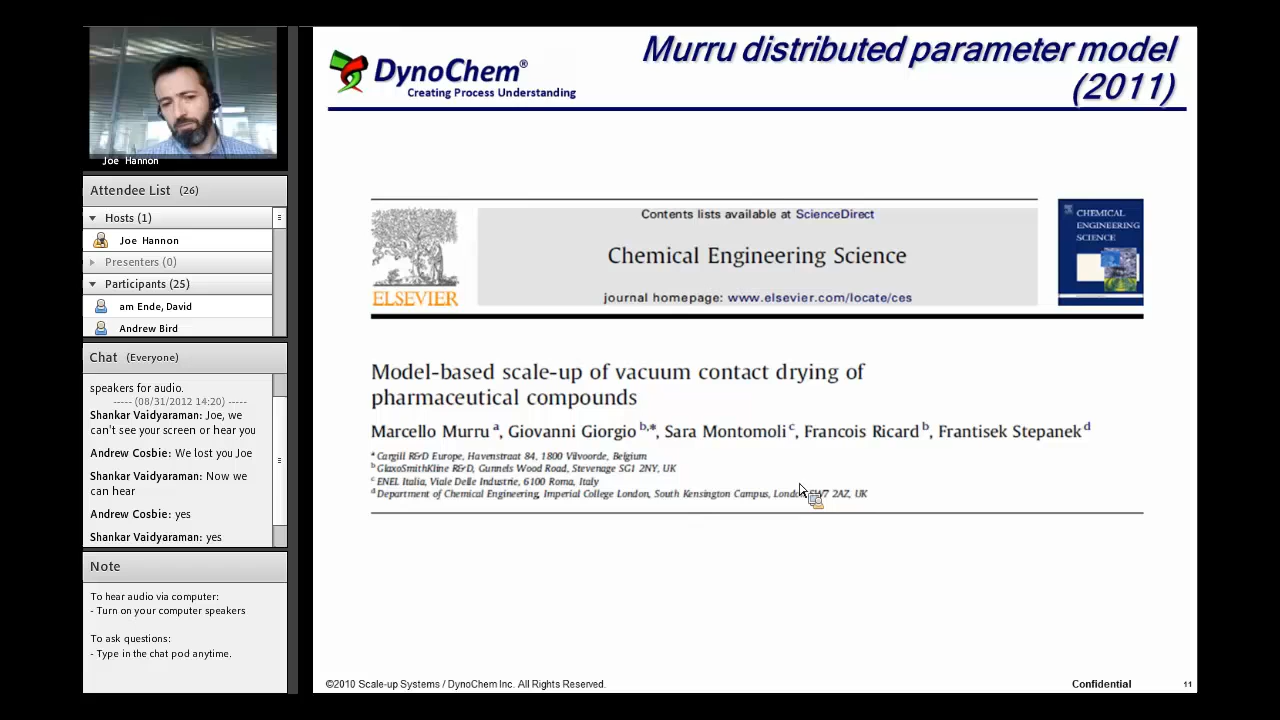 Joe Hannon
Attendee List (26)
Hosts (1)
Joe Hannon
Presenters (0)
Participants (25)
am Ende, David
Andrew Bird
Chat (Everyone)
speakers for audio.
----- (08/31/2012 14:20) -----
Shankar Vaidyaraman: Joe, we
can't see your screen or hear you
Andrew Cosbie: We lost you Joe
Shankar Vaidyaraman: Now we
can hear
Andrew Cosbie: yes
Shankar Vaidyaraman: yes
Note
To hear audio via computer:
- Turn on your computer speakers
To ask questions:
- Type in the chat pod anytime.
DynoChem®
Creating Process Understanding
Murru distributed parameter model
(2011)
ELSEVIER
Contents lists available at ScienceDirect
Chemical Engineering Science
journal homepage: www.elsevier.com/locate/ces
CHEMICAL
ENGINEERING
SCIENCE
Model-based scale-up of vacuum contact drying of
pharmaceutical compounds
Marcello Murru a, Giovanni Giorgio b,*, Sara Montomoli c, Francois Ricard b, Frantisek Stepanek d
a Cargill R&D Europe, Havenstraat 84, 1800 Vilvoorde, Belgium
b GlaxoSmithKline R&D, Gunnels Wood Road, Stevenage SG1 2NY, UK
c ENEL Italia, Viale Delle Industrie, 6100 Roma, Italy
d Department of Chemical Engineering, Imperial College London, South Kensington Campus, London SW7 2AZ, UK
©2010 Scale-up Systems / DynoChem Inc. All Rights Reserved.
Confidential
11